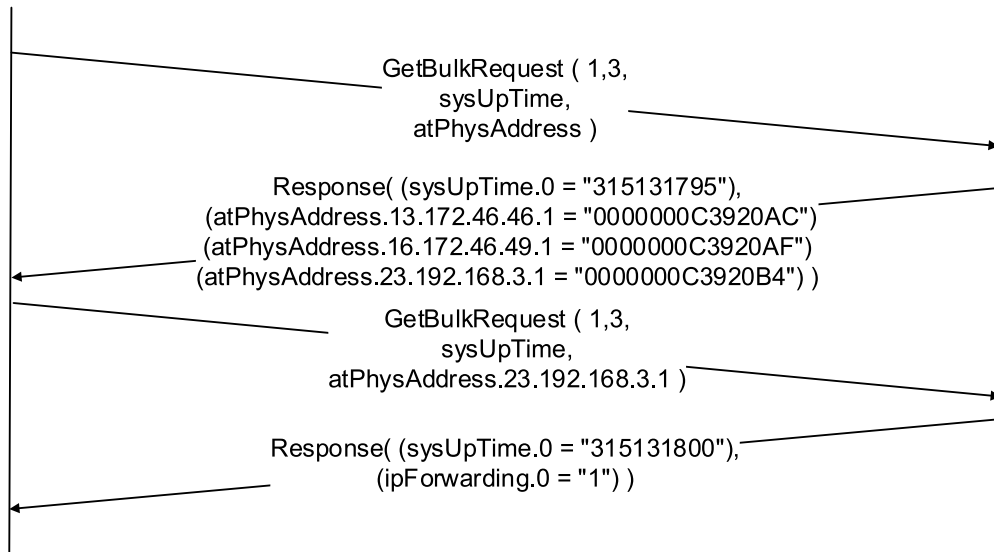 GetBulkRequest ( 1,3,
sysUpTime,
atPhysAddress )
Response( (sysUpTime.0 = "315131795"),
(atPhysAddress.13.172.46.46.1 = "0000000C3920AC")
(atPhysAddress.16.172.46.49.1 = "0000000C3920AF")
(atPhysAddress.23.192.168.3.1 = "0000000C3920B4") )
GetBulkRequest ( 1,3,
sysUpTime,
atPhysAddress.23.192.168.3.1 )
Response( (sysUpTime.0 = "315131800"),
(ipForwarding.0 = "1") )